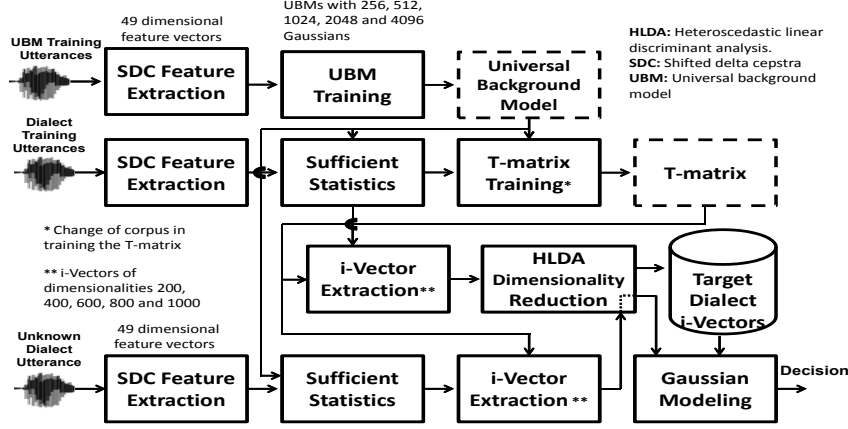 49 dimensional
feature vectors
UBMs with 256, 512,
1024, 2048 and 4096
Gaussians
HLDA: Heteroscedastic linear
discriminant analysis.
SDC: Shifted delta cepstra
UBM: Universal background
model
UBM Training
Utterances
SDC Feature
Extraction
UBM
Training
Universal
Background
Model
Dialect
Training
Utterances
SDC Feature
Extraction
Sufficient
Statistics
T-matrix
Training*
T-matrix
* Change of corpus in
training the T-matrix
** i-Vectors of
dimensionalities 200,
400, 600, 800 and 1000
i-Vector
Extraction**
HLDA
Dimensionality
Reduction
Target
Dialect
i-Vectors
Unknown
Dialect
Utterance
49 dimensional
feature vectors
SDC Feature
Extraction
Sufficient
Statistics
i-Vector
Extraction **
Gaussian
Modeling
Decision